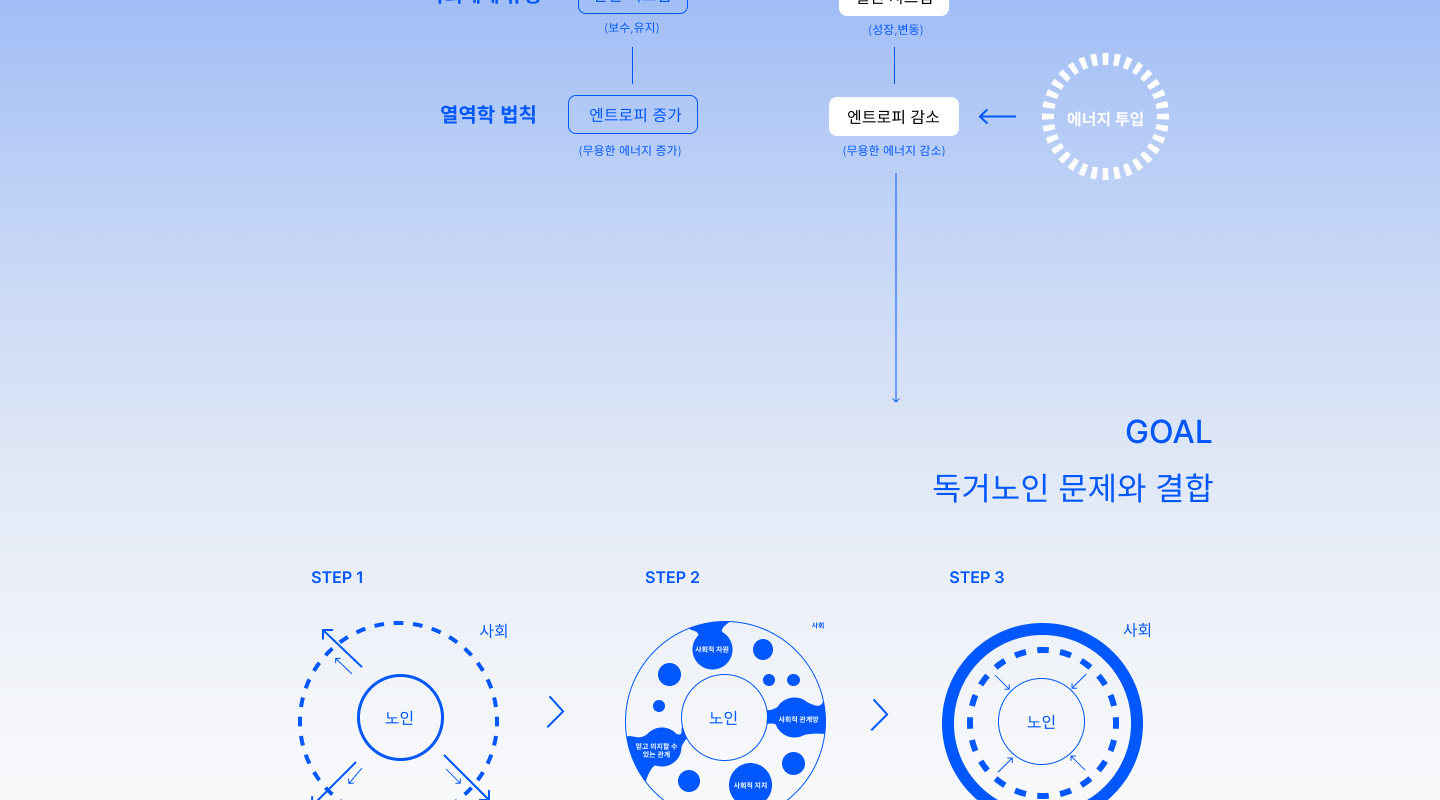 (보수,유지)
(성장,변동)
열역학 법칙
엔트로피 증가
엔트로피 감소
에너지 투입
(무용한 에너지 증가)
(무용한 에너지 감소)
GOAL
독거노인 문제와 결합
STEP 1
STEP 2
STEP 3
사회
노인
사회
사회적 자원
노인
사회적 관계망
믿고 의지할 수
있는 관계
사회적 지지
사회
노인